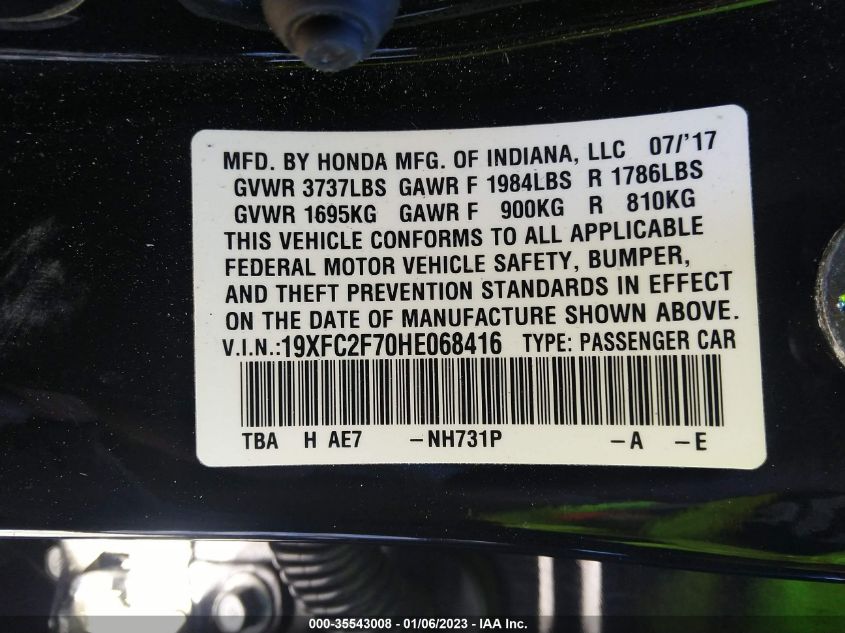 MFD. BY HONDA MFG. OF INDIANA, LLC 07/'17
GVWR 3737LBS GAWR F 1984LBS R 1786LBS
GVWR 1695KG GAWR F 900KG R 810KG
THIS VEHICLE CONFORMS TO ALL APPLICABLE
FEDERAL MOTOR VEHICLE SAFETY, BUMPER,
AND THEFT PREVENTION STANDARDS IN EFFECT
ON THE DATE OF MANUFACTURE SHOWN ABOVE.
V.I.N.:19XFC2F70HE068416 TYPE: PASSENGER CAR
TBA H AE7 -NH731P -A -E
000-35543008 - 01/06/2023 - IAA Inc.